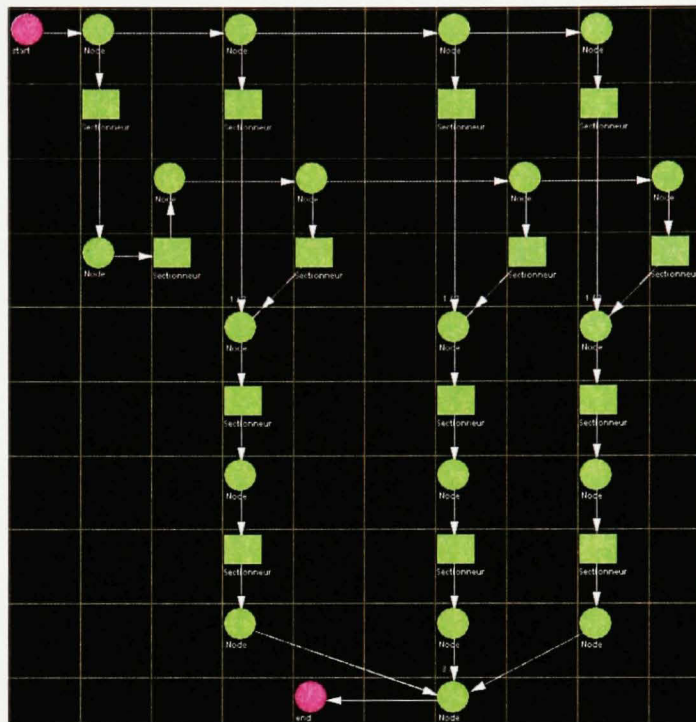 start Node Node Node Node
Sectionneur Sectionneur Sectionneur Sectionneur
Node Node Node Node
Node Sectionneur Sectionneur Sectionneur Sectionneur
Node Node Node
Sectionneur Sectionneur Sectionneur
Node Node Node
Sectionneur Sectionneur Sectionneur
Node Node Node
end Node